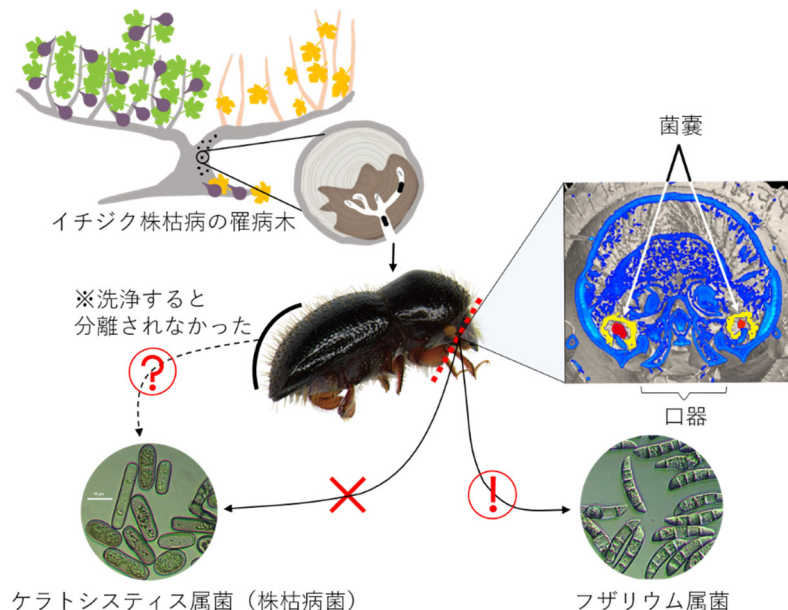 菌嚢
イチジク株枯病の罹病木
※洗浄すると
分離されなかった
口器
ケラトシスティス属菌（株枯病菌）
フザリウム属菌